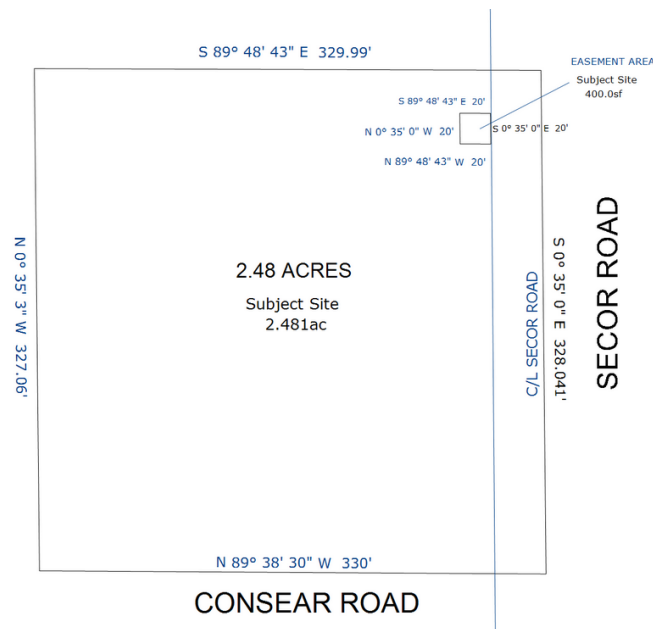 S 89° 48' 43" E 329.99'
EASEMENT AREA
Subject Site
400.0sf
S 89° 48' 43" E 20'
N 0° 35' 0" W 20'
S 0° 35' 0" E 20'
N 89° 48' 43" W 20'
N 0° 35' 3" W 327.06'
2.48 ACRES
Subject Site
2.481ac
C/L SECOR ROAD
S 0° 35' 0" E 328.041'
SECOR ROAD
N 89° 38' 30" W 330'
CONSEAR ROAD